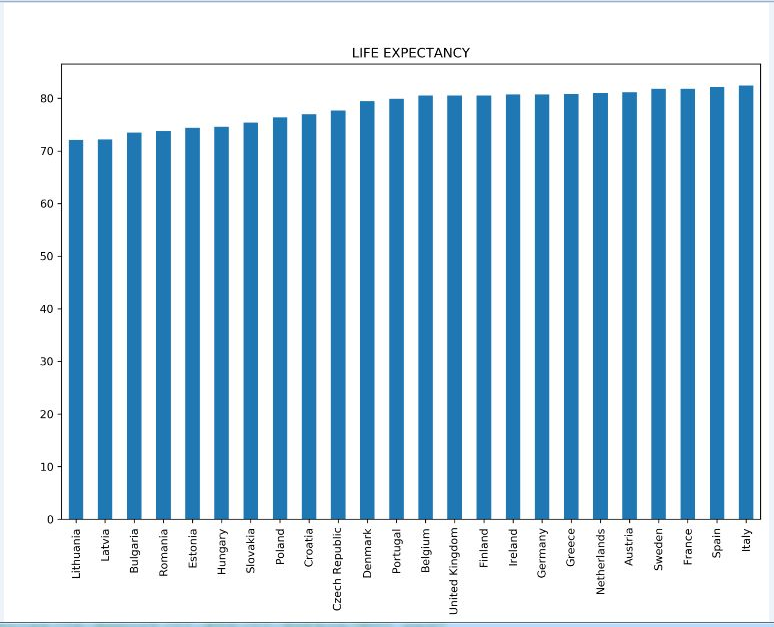 LIFE EXPECTANCY
80
70
60
50
40
30
20
10
0
Lithuania
Latvia
Bulgaria
Romania
Estonia
Hungary
Slovakia
Poland
Croatia
Czech Republic
Denmark
Portugal
Belgium
United Kingdom
Finland
Ireland
Germany
Greece
Netherlands
Austria
Sweden
France
Spain
Italy